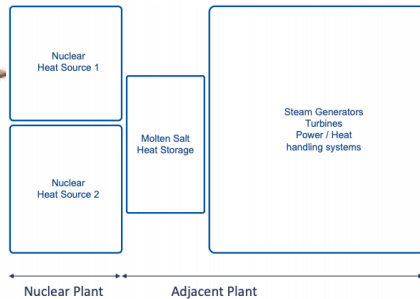 Nuclear
Heat Source 1
Molten Salt
Heat Storage
Steam Generators
Turbines
Power / Heat
handling systems
Nuclear
Heat Source 2
Nuclear Plant
Adjacent Plant